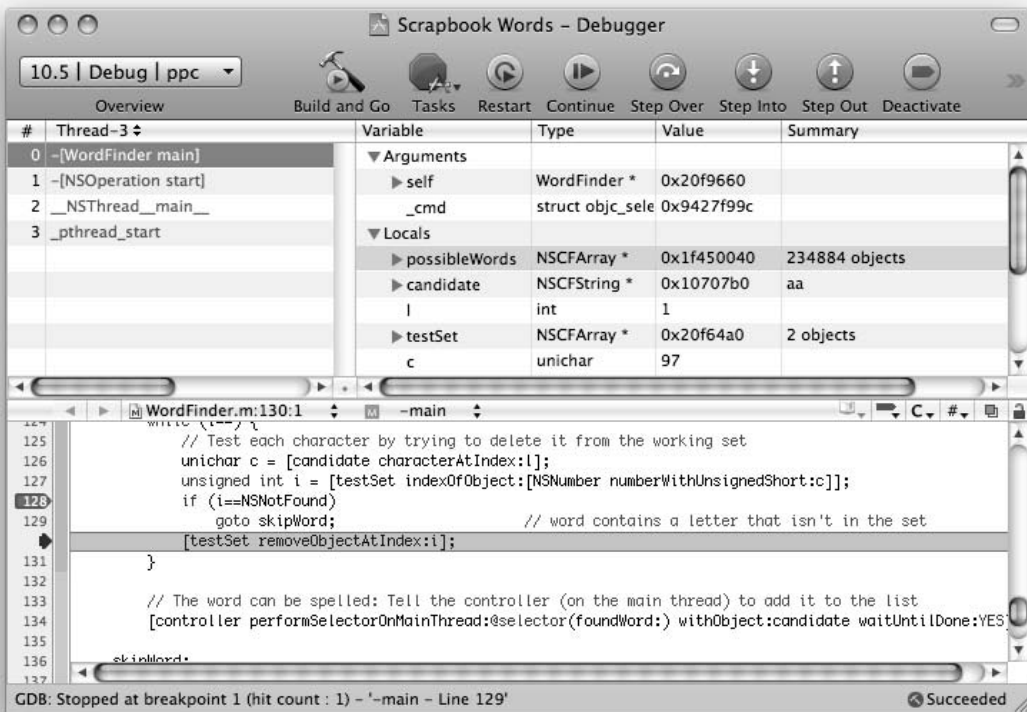 Scrapbook Words – Debugger
10.5 | Debug | ppc
Overview
Build and Go
Tasks
Restart
Continue
Step Over
Step Into
Step Out
Deactivate
# Thread-3
0 -[WordFinder main]
1 -[NSOperation start]
2 __NSThread__main__
3 _pthread_start
Variable Type Value Summary
Arguments
self WordFinder * 0x20f9660
_cmd struct objc_sele 0x9427f99c
Locals
possibleWords NSCFArray * 0x1f450040 234884 objects
candidate NSCFString * 0x10707b0 aa
l int 1
testSet NSCFArray * 0x20f64a0 2 objects
c unichar 97
WordFinder.m:130:1 -main C #
124 while (l--) {
125 // Test each character by trying to delete it from the working set
126 unichar c = [candidate characterAtIndex:l];
127 unsigned int i = [testSet indexOfObject:[NSNumber numberWithUnsignedShort:c]];
128 if (i==NSNotFound)
129 goto skipWord; // word contains a letter that isn't in the set
[testSet removeObjectAtIndex:i];
131 }
132
133 // The word can be spelled: Tell the controller (on the main thread) to add it to the list
134 [controller performSelectorOnMainThread:@selector(foundWord:) withObject:candidate waitUntilDone:YES]
135
136 skipWord:
137
GDB: Stopped at breakpoint 1 (hit count : 1) – '-main – Line 129' Succeeded